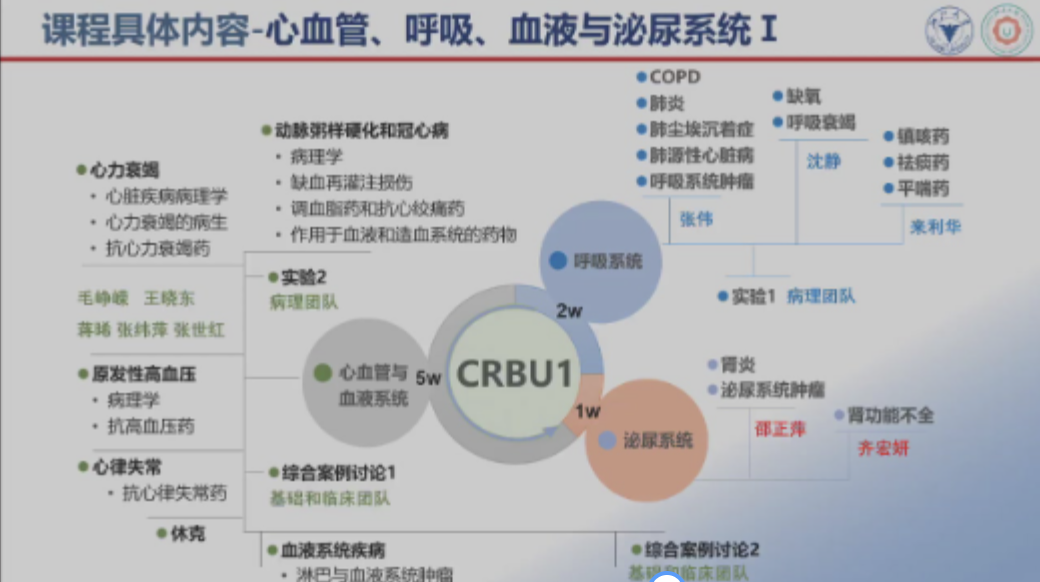 课程具体内容-心血管、呼吸、血液与泌尿系统 I
心力衰竭
心脏疾病病理学
心力衰竭的病生
抗心力衰竭药
毛峥嵘 王晓东
蒋晞 张纬萍 张世红
原发性高血压
病理学
抗高血压药
心律失常
抗心律失常药
休克
动脉粥样硬化和冠心病
病理学
缺血再灌注损伤
调血脂药和抗心绞痛药
作用于血液和造血系统的药物
实验2
病理团队
综合案例讨论1
基础和临床团队
血液系统疾病
淋巴与血液系统肿瘤
心血管与
血液系统
5w
CRBU1
2w
1w
呼吸系统
泌尿系统
COPD
肺炎
肺尘埃沉着症
肺源性心脏病
呼吸系统肿瘤
张伟
缺氧
呼吸衰竭
沈静
镇咳药
祛痰药
平喘药
来利华
实验1 病理团队
肾炎
泌尿系统肿瘤
邵正萍
肾功能不全
齐宏妍
综合案例讨论2
基础和临床团队